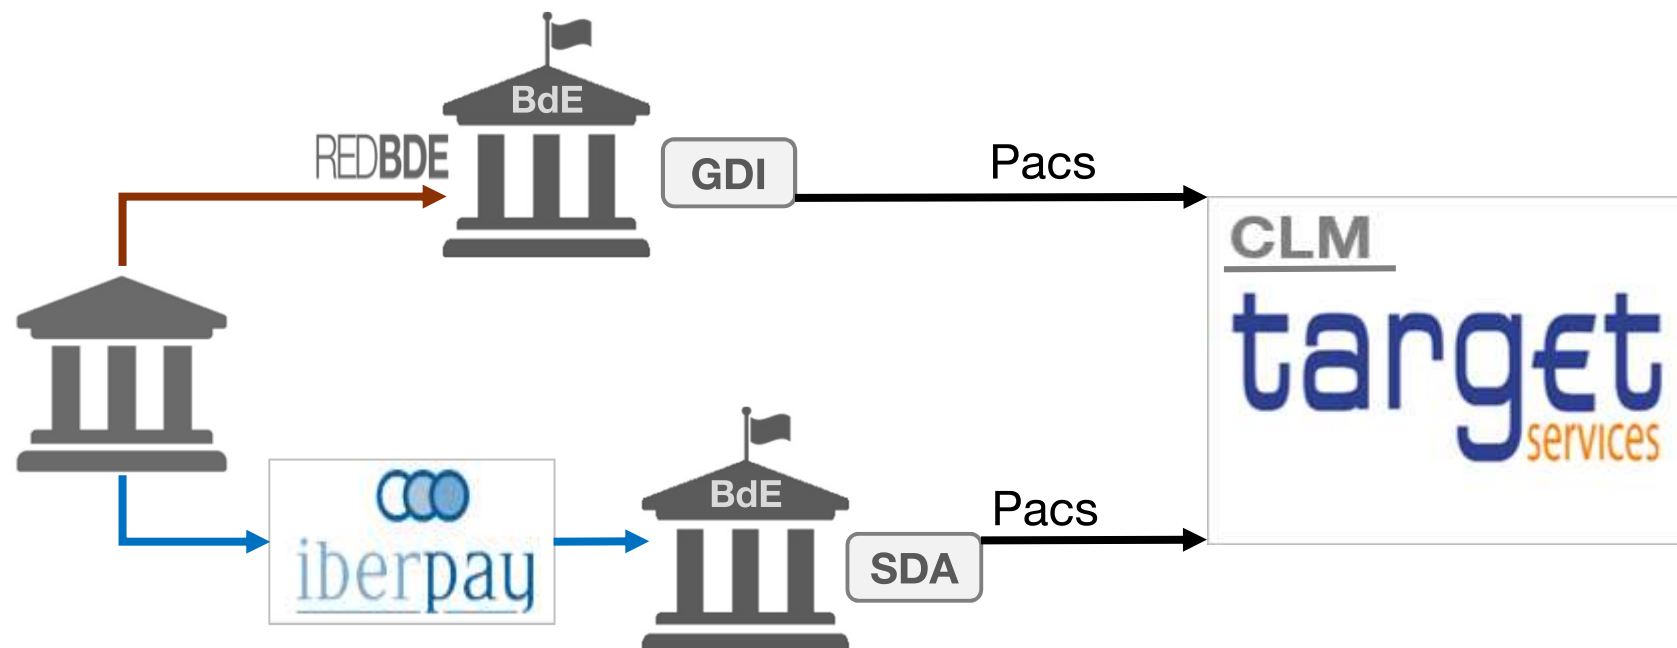 BdE
REDBDE
GDI
Pacs
CLM
target
services
iberpay
BdE
SDA
Pacs